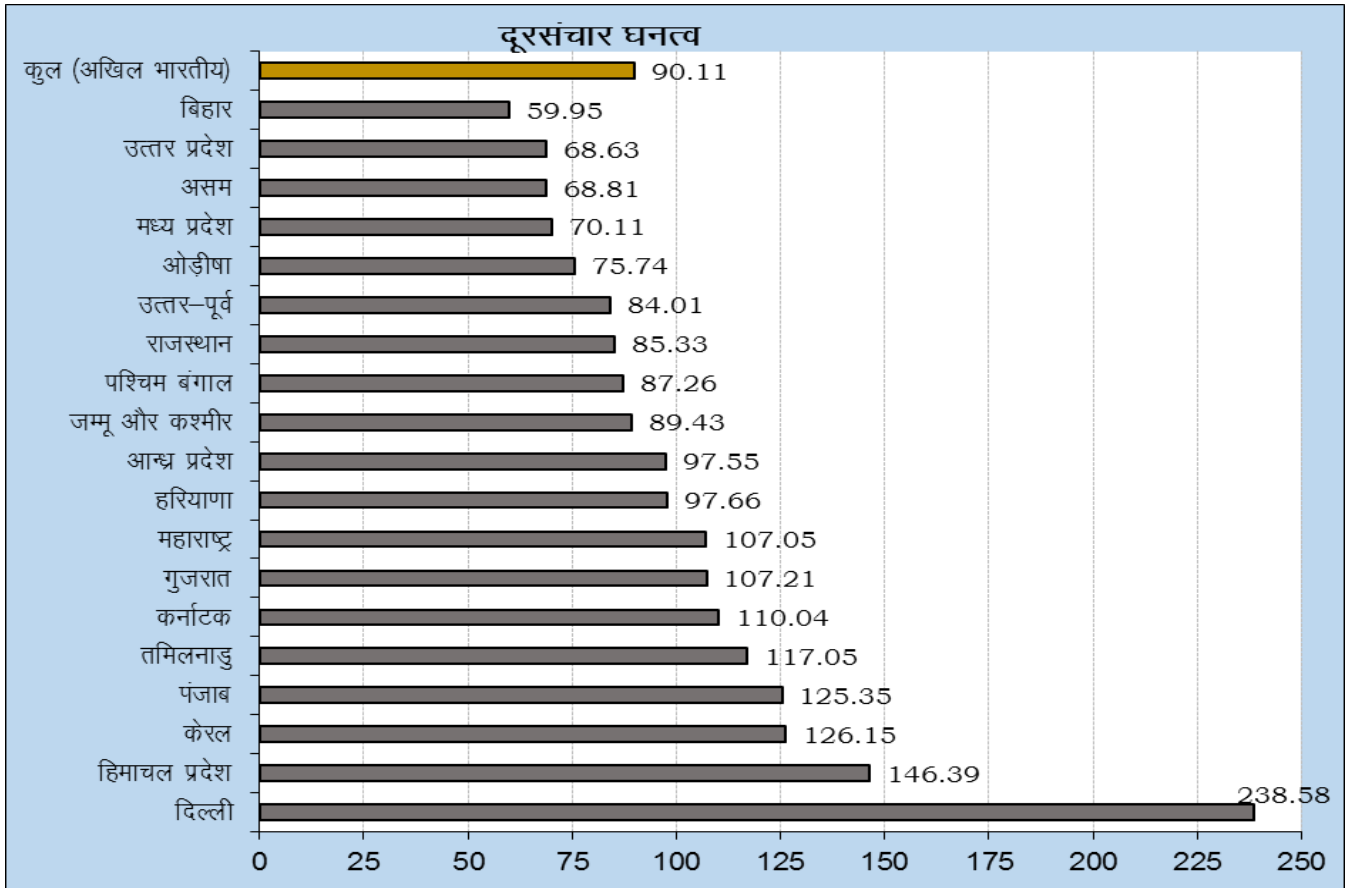 दूरसंचार घनत्व
कुल (अखिल भारतीय) 90.11
बिहार 59.95
उत्तर प्रदेश 68.63
असम 68.81
मध्य प्रदेश 70.11
ओड़ीषा 75.74
उत्तर–पूर्व 84.01
राजस्थान 85.33
पश्चिम बंगाल 87.26
जम्मू और कश्मीर 89.43
आन्ध्र प्रदेश 97.55
हरियाणा 97.66
महाराष्ट्र 107.05
गुजरात 107.21
कर्नाटक 110.04
तमिलनाडु 117.05
पंजाब 125.35
केरल 126.15
हिमाचल प्रदेश 146.39
दिल्ली 238.58
0 25 50 75 100 125 150 175 200 225 250